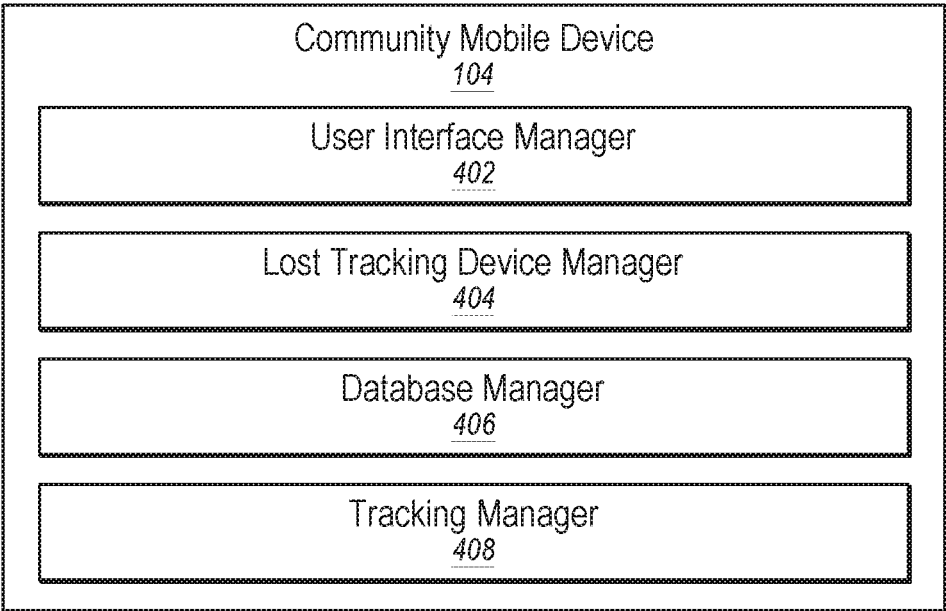 Community Mobile Device
104
User Interface Manager
402
Lost Tracking Device Manager
404
Database Manager
406
Tracking Manager
408